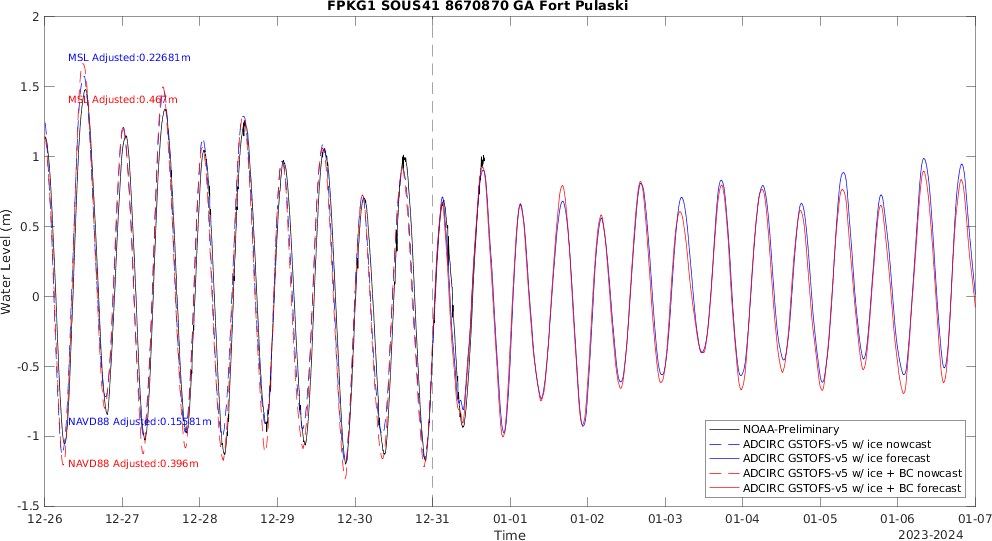 FPKG1 SOUS41 8670870 GA Fort Pulaski
2
1.5
1
0.5
0
-0.5
-1
-1.5
Water Level (m)
MSL Adjusted:0.22681m
MSL Adjusted:0.467m
NAVD88 Adjusted:0.15581m
NAVD88 Adjusted:0.396m
NOAA-Preliminary
ADCIRC GSTOFS-v5 w/ ice nowcast
ADCIRC GSTOFS-v5 w/ ice forecast
ADCIRC GSTOFS-v5 w/ ice + BC nowcast
ADCIRC GSTOFS-v5 w/ ice + BC forecast
12-26 12-27 12-28 12-29 12-30 12-31 01-01 01-02 01-03 01-04 01-05 01-06 01-07
Time
2023-2024